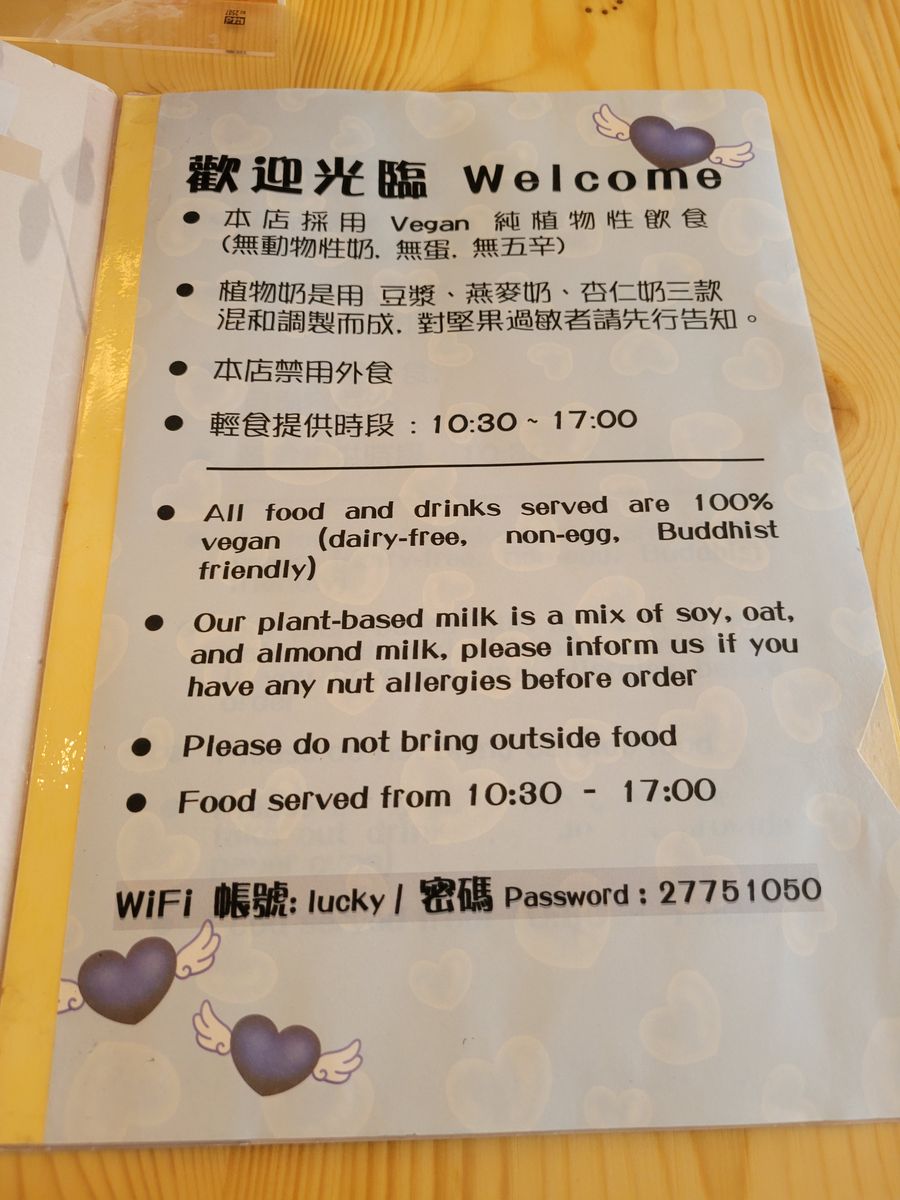 歡迎光臨 Welcome
● 本店採用 Vegan 純植物性飲食
(無動物性奶. 無蛋. 無五辛)
● 植物奶是用 豆漿、燕麥奶、杏仁奶三款
混和調製而成. 對堅果過敏者請先行告知。
● 本店禁用外食
● 輕食提供時段 : 10:30 ~ 17:00
● All food and drinks served are 100%
vegan (dairy-free, non-egg, Buddhist
friendly)
● Our plant-based milk is a mix of soy, oat,
and almond milk, please inform us if you
have any nut allergies before order
● Please do not bring outside food
● Food served from 10:30 - 17:00
WiFi 帳號: lucky / 密碼 Password : 27751050